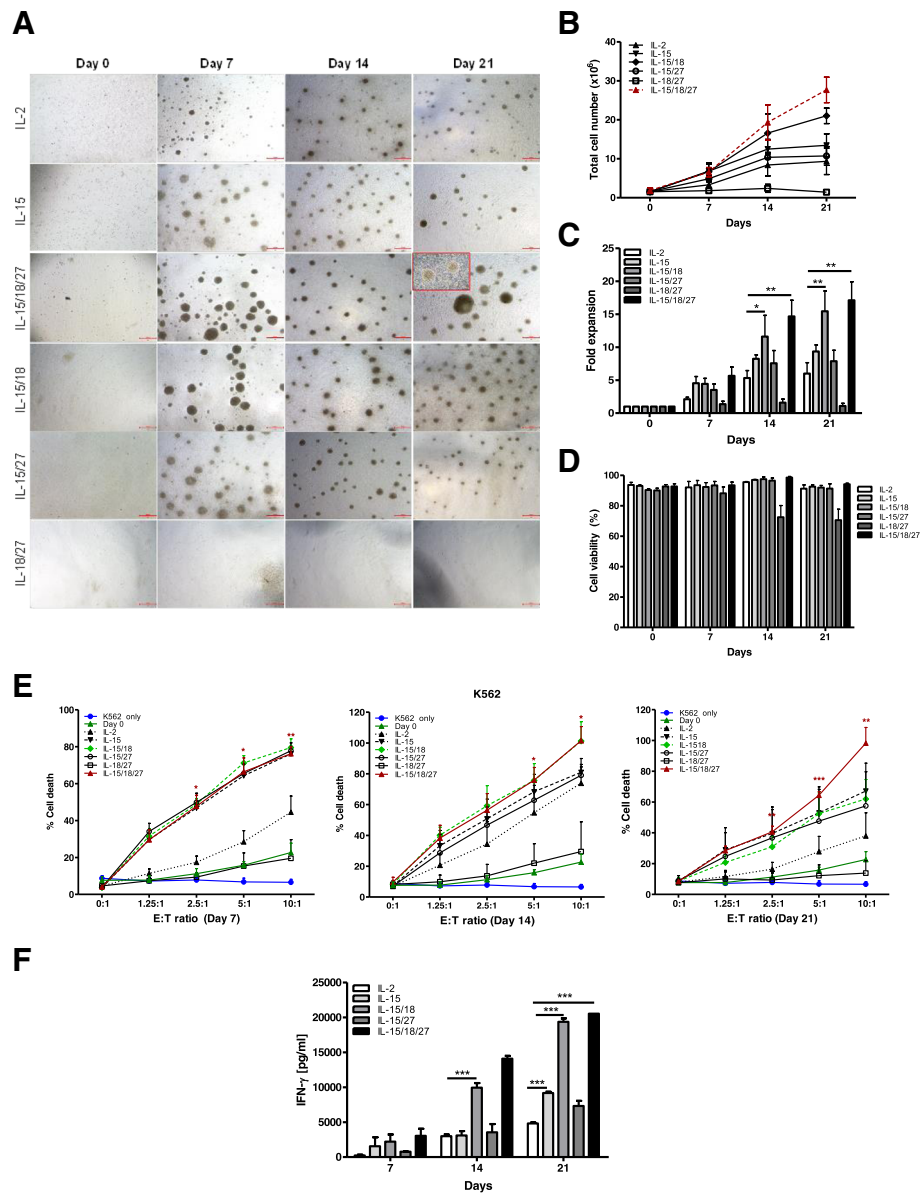 A
Day 0
Day 7
Day 14
Day 21
IL-2
IL-15
IL-15/18/27
IL-15/18
IL-15/27
IL-18/27
B
Total cell number (x10⁶)
40
30
20
10
0
IL-2
IL-15
IL-15/18
IL-15/27
IL-18/27
IL-15/18/27
0
7
14
21
Days
C
Fold expansion
25
20
15
10
5
0
IL-2
IL-15
IL-15/18
IL-15/27
IL-18/27
IL-15/18/27
*
**
**
**
0
7
14
21
Days
D
Cell viability (%)
100
80
60
40
20
0
IL-2
IL-15
IL-15/18
IL-15/27
IL-18/27
IL-15/18/27
0
7
14
21
Days
E
K562
% Cell death
100
80
60
40
20
0
K562 only
Day 0
IL-2
IL-15
IL-15/18
IL-15/27
IL-18/27
IL-15/18/27
*
*
**
0:1
1.25:1
2.5:1
5:1
10:1
E:T ratio (Day 7)
% Cell death
120
100
80
60
40
20
0
K562 only
Day 0
IL-2
IL-15
IL-15/18
IL-15/27
IL-18/27
IL-15/18/27
*
*
*
0:1
1.25:1
2.5:1
5:1
10:1
E:T ratio (Day 14)
% Cell death
120
100
80
60
40
20
0
K562 only
Day 0
IL-2
IL-15
IL-1518
IL-15/27
IL-18/27
IL-15/18/27
**
***
**
0:1
1.25:1
2.5:1
5:1
10:1
E:T ratio (Day 21)
F
IFN-γ [pg/ml]
25000
20000
15000
10000
5000
0
IL-2
IL-15
IL-15/18
IL-15/27
IL-15/18/27
***
***
***
***
7
14
21
Days